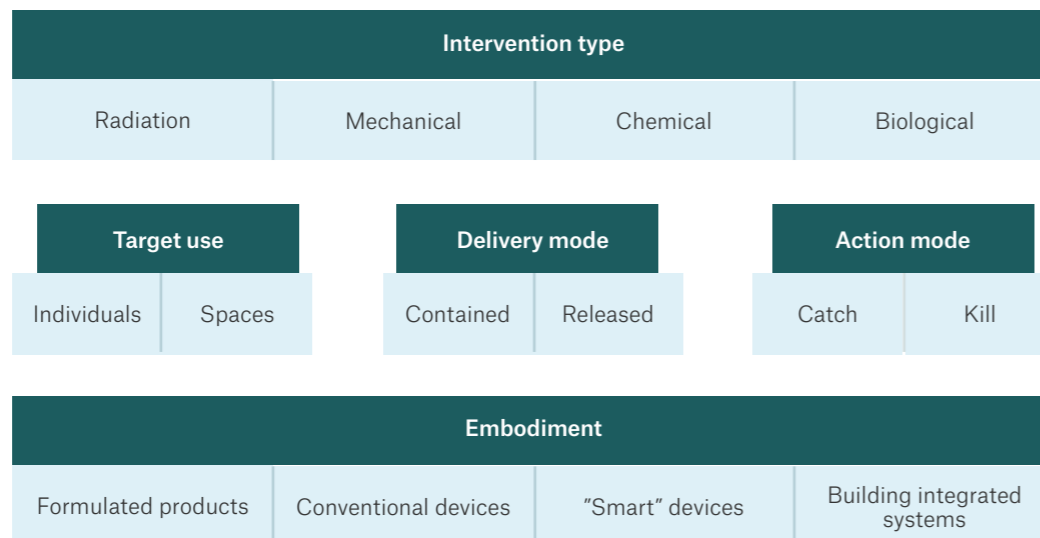 Intervention type
Radiation
Mechanical
Chemical
Biological
Target use
Delivery mode
Action mode
Individuals
Spaces
Contained
Released
Catch
Kill
Embodiment
Formulated products
Conventional devices
"Smart" devices
Building integrated
systems